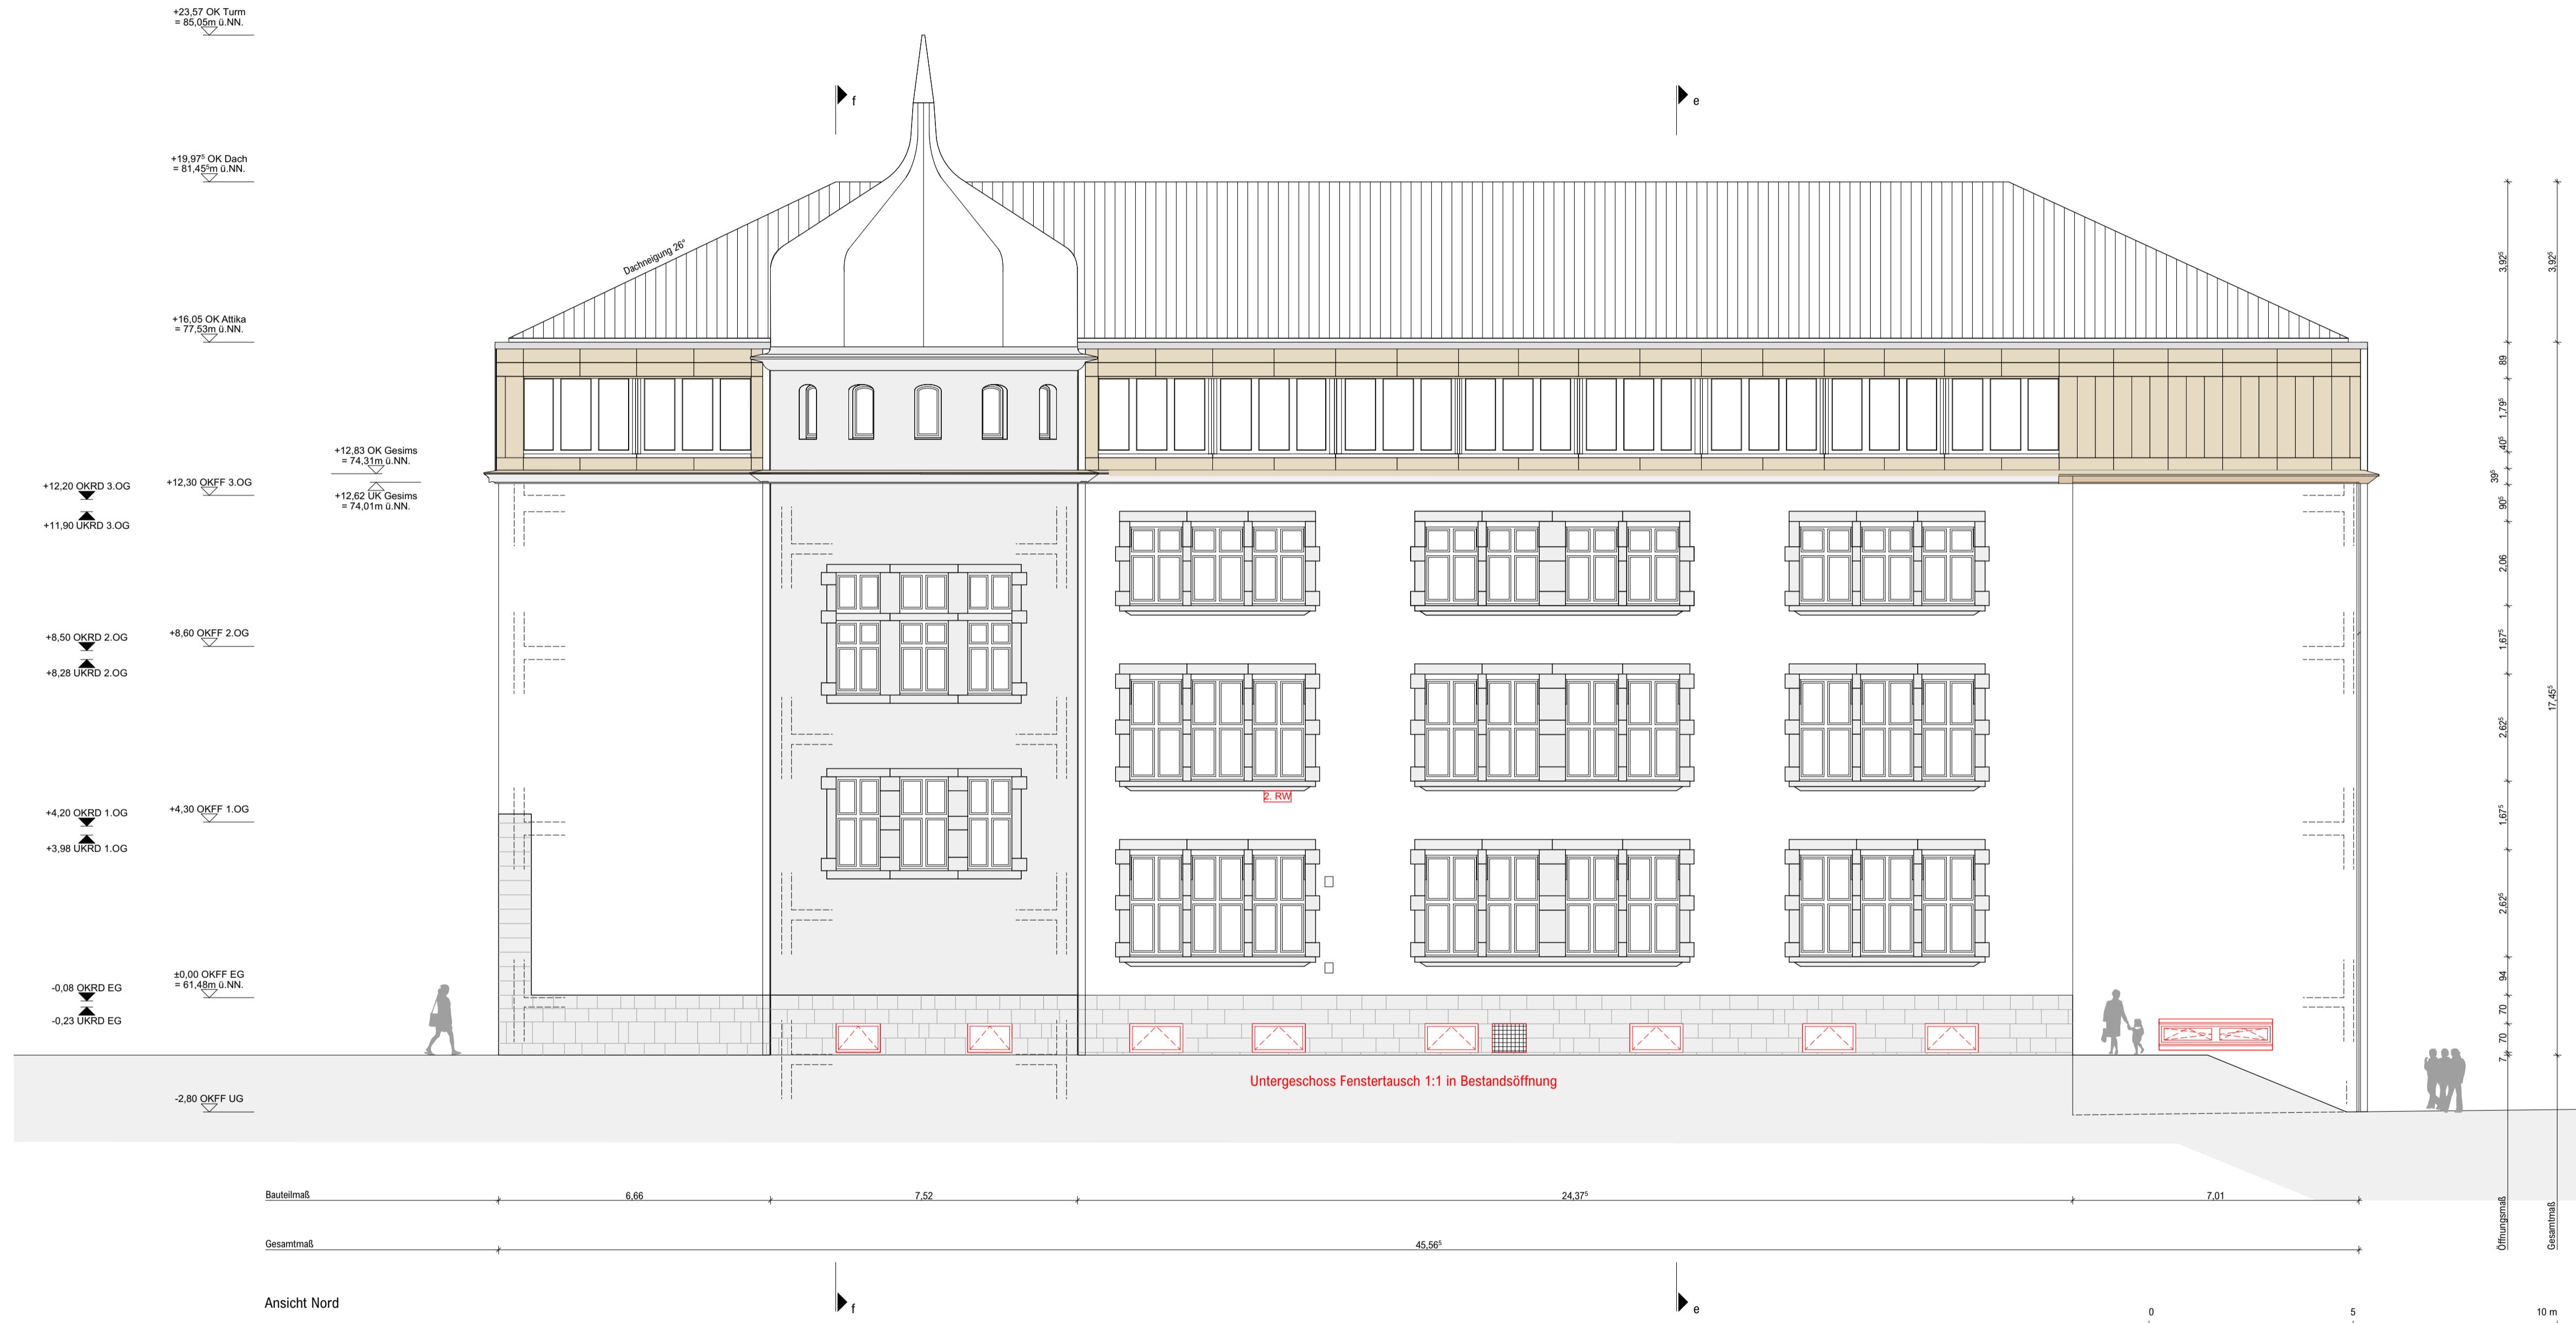 +23,57 OK Turm
= 85,05m ü.NN.
f
e
+19,97⁵ OK Dach
= 81,45⁵m ü.NN.
Dachneigung 26°
3,92⁵
3,92⁵
+16,05 OK Attika
= 77,53m ü.NN.
89
1,79⁵
40⁵
+12,83 OK Gesims
= 74,31m ü.NN.
+12,20 OKRD 3.OG
+12,30 OKFF 3.OG
39⁵
+12,62 UK Gesims
= 74,01m ü.NN.
90⁵
+11,90 UKRD 3.OG
2,06
+8,50 OKRD 2.OG
+8,60 OKFF 2.OG
1,67⁵
+8,28 UKRD 2.OG
17,45⁵
2,62⁵
2. RW
+4,20 OKRD 1.OG
+4,30 OKFF 1.OG
1,67⁵
+3,98 UKRD 1.OG
2,62⁵
±0,00 OKFF EG
= 61,48m ü.NN.
94
-0,08 OKRD EG
70
-0,23 UKRD EG
70
7
Untergeschoss Fenstertausch 1:1 in Bestandsöffnung
-2,80 OKFF UG
Bauteilmaß
6,66
7,52
24,37⁵
7,01
Öffnungsmaß
Gesamtmaß
Gesamtmaß
45,56⁵
Ansicht Nord
f
e
0
5
10 m